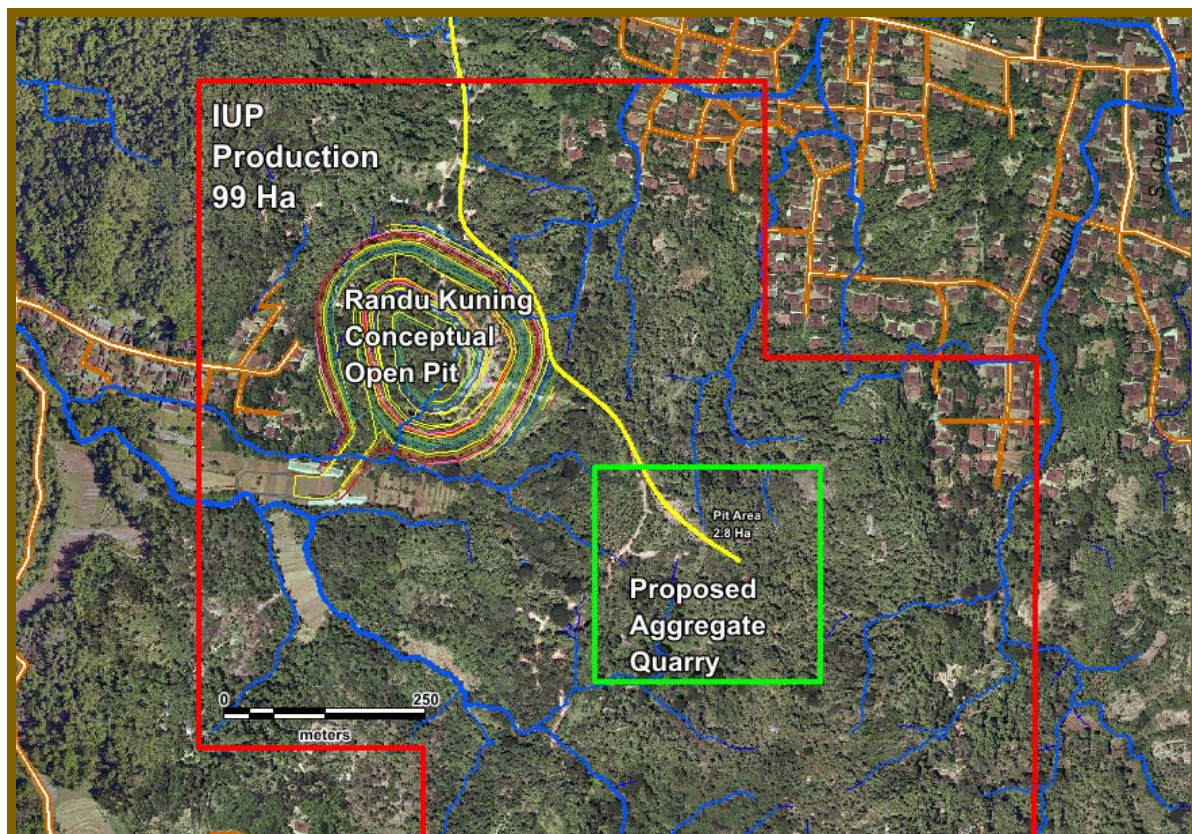 IUP
Production
99 Ha
Randu Kuning
Conceptual
Open Pit
Pit Area
2.8 Ha
Proposed
Aggregate
Quarry
0 250
meters